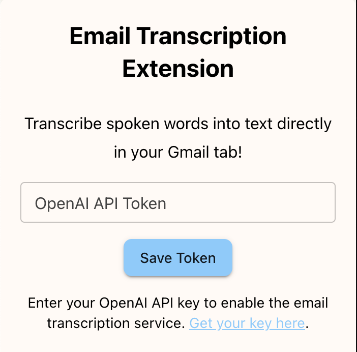 Email Transcription
Extension
Transcribe spoken words into text directly
in your Gmail tab!
OpenAI API Token
Save Token
Enter your OpenAI API key to enable the email
transcription service. Get your key here.